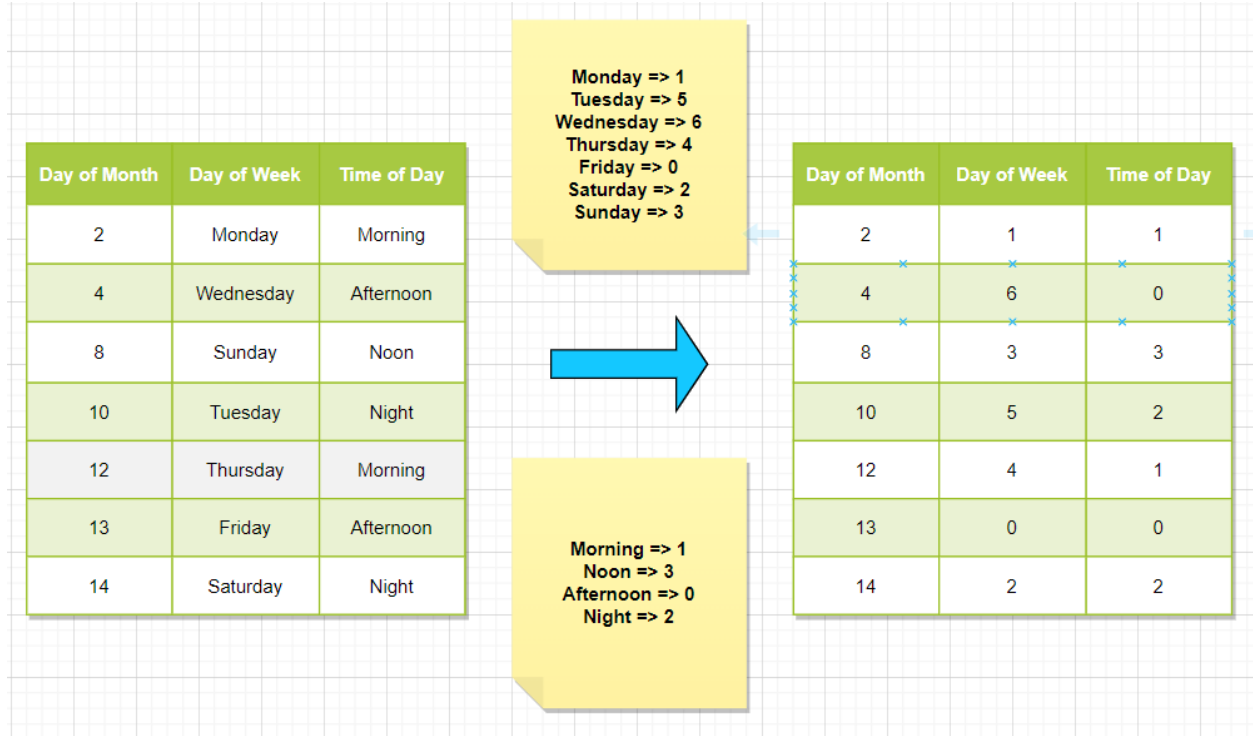 Monday => 1
Tuesday => 5
Wednesday => 6
Thursday => 4
Friday => 0
Saturday => 2
Sunday => 3
Day of Month Day of Week Time of Day
2 Monday Morning
4 Wednesday Afternoon
8 Sunday Noon
10 Tuesday Night
12 Thursday Morning
13 Friday Afternoon
14 Saturday Night
Morning => 1
Noon => 3
Afternoon => 0
Night => 2
Day of Month Day of Week Time of Day
2 1 1
4 6 0
8 3 3
10 5 2
12 4 1
13 0 0
14 2 2